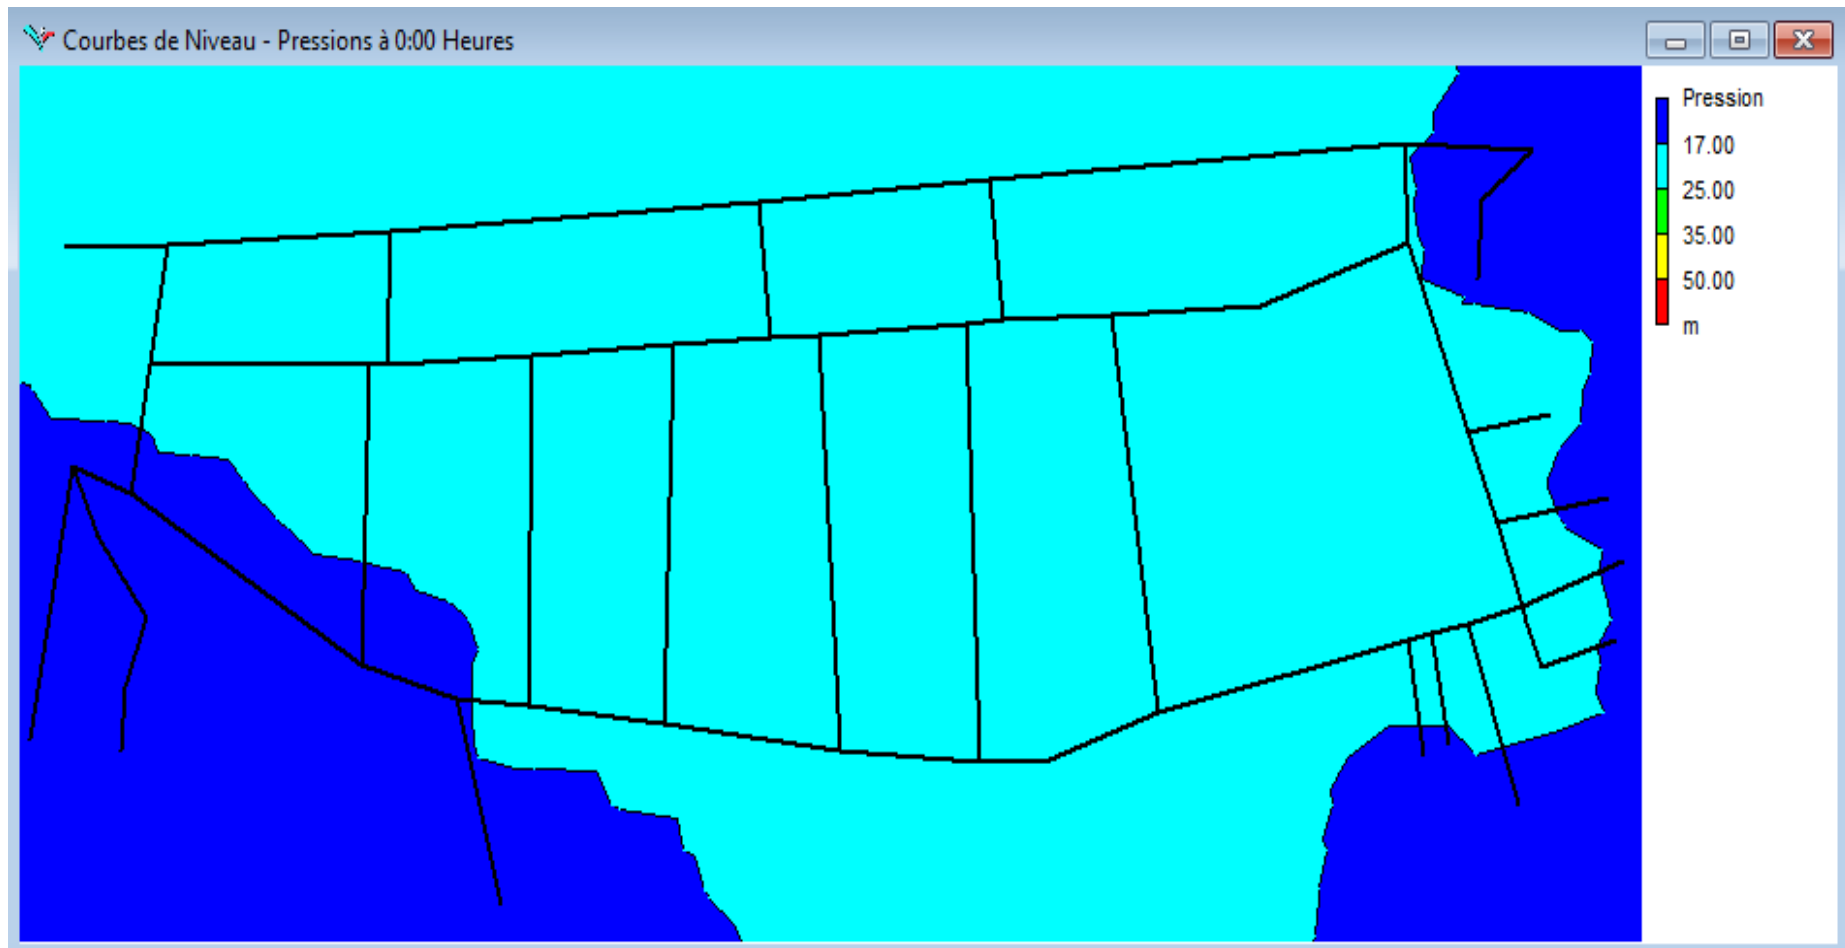 Courbes de Niveau - Pressions à 0:00 Heures
Pression
17.00
25.00
35.00
50.00
m